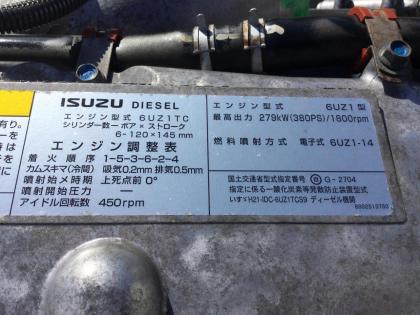 ISUZU DIESEL
エンジン型式 6UZ1TC
シリンダー数ーボア×ストローク
6-120×145 mm
エンジン調整表
着火順序 1-5-3-6-2-4
カムスキマ(冷間) 吸気0.2mm 排気0.5mm
噴射始メ時期 上死点前 0°
噴射開始圧力 —
アイドル回転数 450 rpm
エンジン型式 6UZ1型
最高出力 279kW(380PS)/1800rpm
燃料噴射方式 電子式 6UZ1-14
国土交通省型式指定番号 G-2704
指定に係る一酸化炭素等発散防止装置型式
いすゞH21-IDC-6UZ1TCS9 ディーゼル機関
有り。